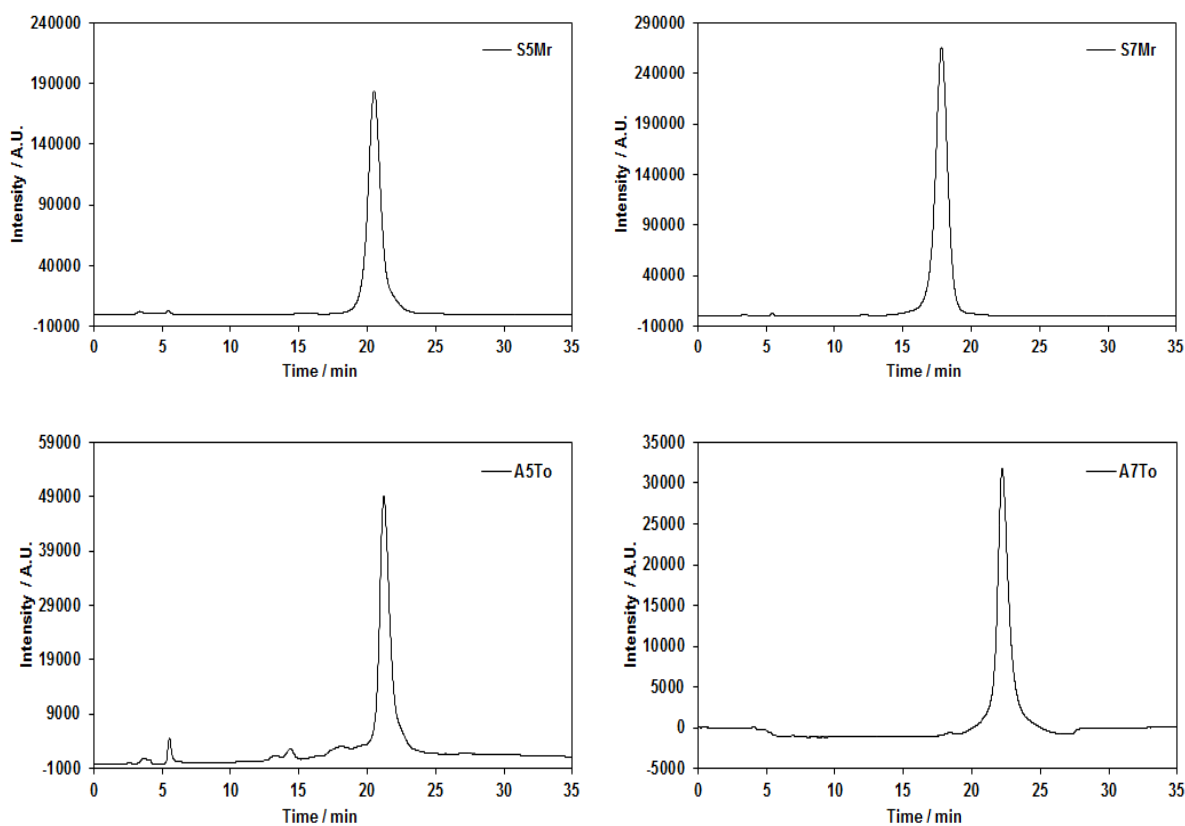 240000
190000
140000
90000
40000
-10000
Intensity / A.U.
S5Mr
0 5 10 15 20 25 30 35
Time / min
290000
240000
190000
140000
90000
40000
-10000
Intensity / A.U.
S7Mr
0 5 10 15 20 25 30 35
Time / min
59000
49000
39000
29000
19000
9000
-1000
Intensity / A.U.
A5To
0 5 10 15 20 25 30 35
Time / min
35000
30000
25000
20000
15000
10000
5000
0
-5000
Intensity / A.U.
A7To
0 5 10 15 20 25 30 35
Time / min